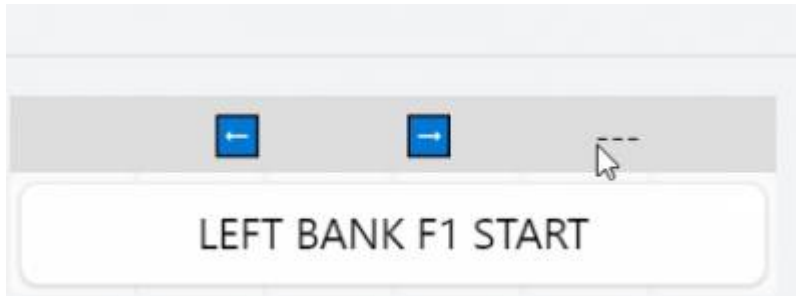 ← → ---
LEFT BANK F1 START